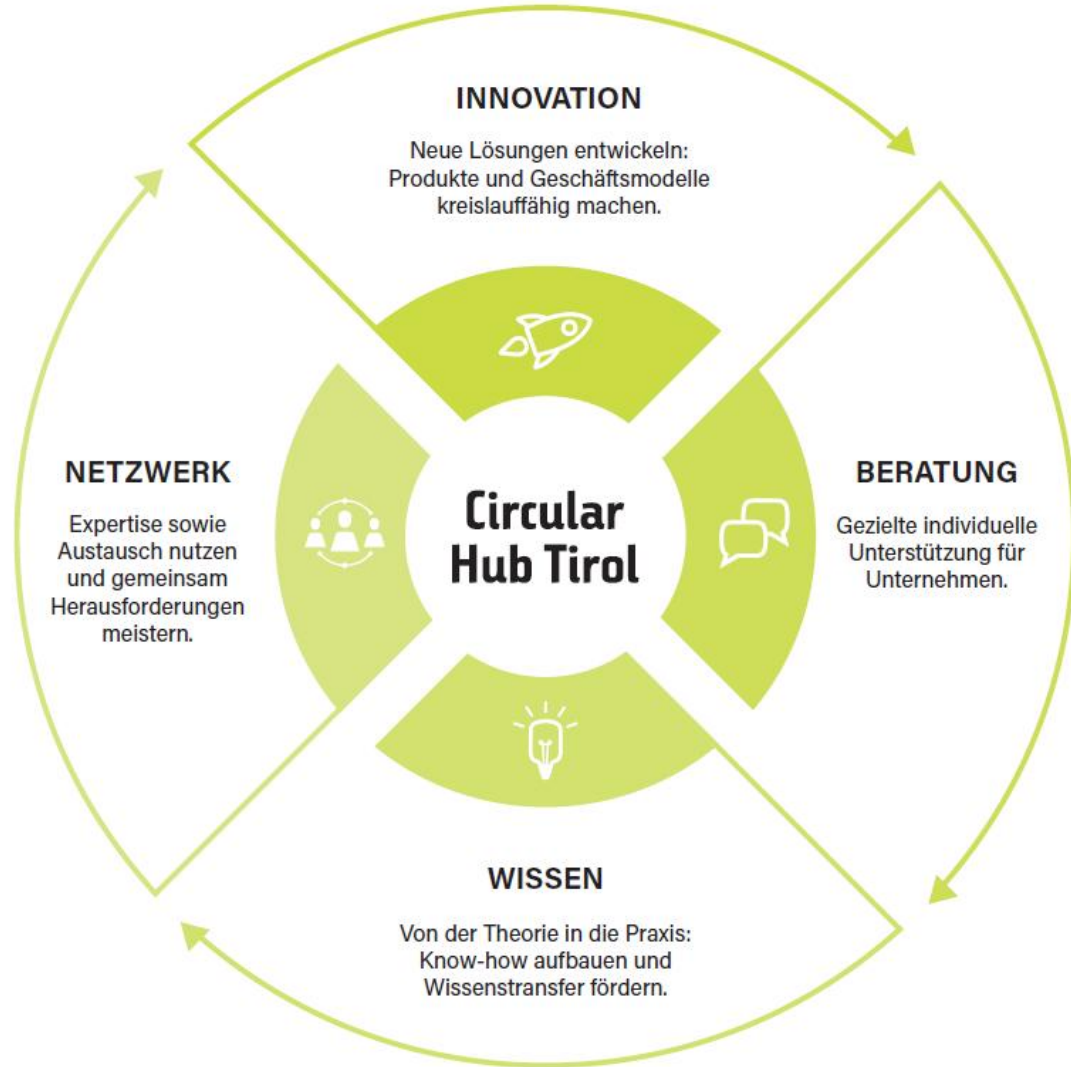 INNOVATION
Neue Lösungen entwickeln:
Produkte und Geschäftsmodelle
kreislauffähig machen.
NETZWERK
Expertise sowie
Austausch nutzen
und gemeinsam
Herausforderungen
meistern.
Circular
Hub Tirol
BERATUNG
Gezielte individuelle
Unterstützung für
Unternehmen.
WISSEN
Von der Theorie in die Praxis:
Know-how aufbauen und
Wissenstransfer fördern.